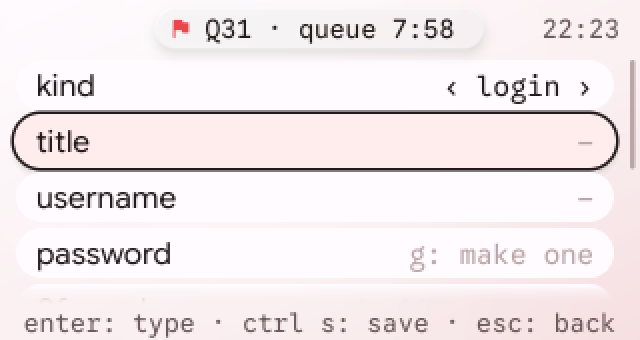 Q31 · queue 7:58
22:23
kind ‹ login ›
title –
username –
password g: make one
enter: type · ctrl s: save · esc: back